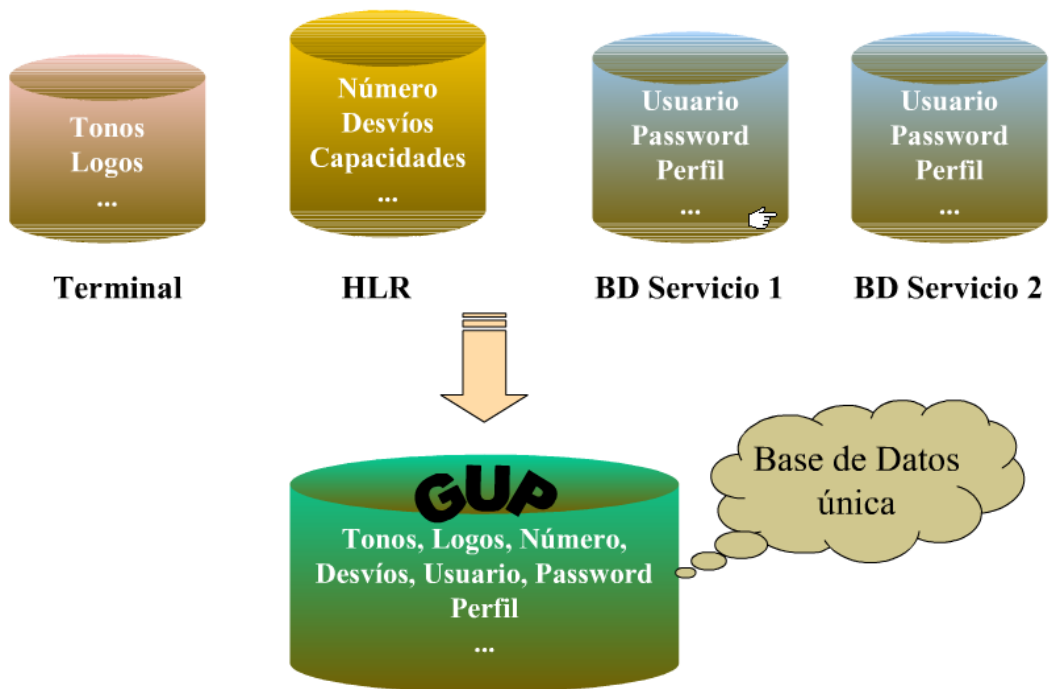 Tonos
Logos
...
Número
Desvíos
Capacidades
...
Usuario
Password
Perfil
...
Usuario
Password
Perfil
...
Terminal
HLR
BD Servicio 1
BD Servicio 2
GUP
Tonos, Logos, Número,
Desvíos, Usuario, Password
Perfil
...
Base de Datos
única